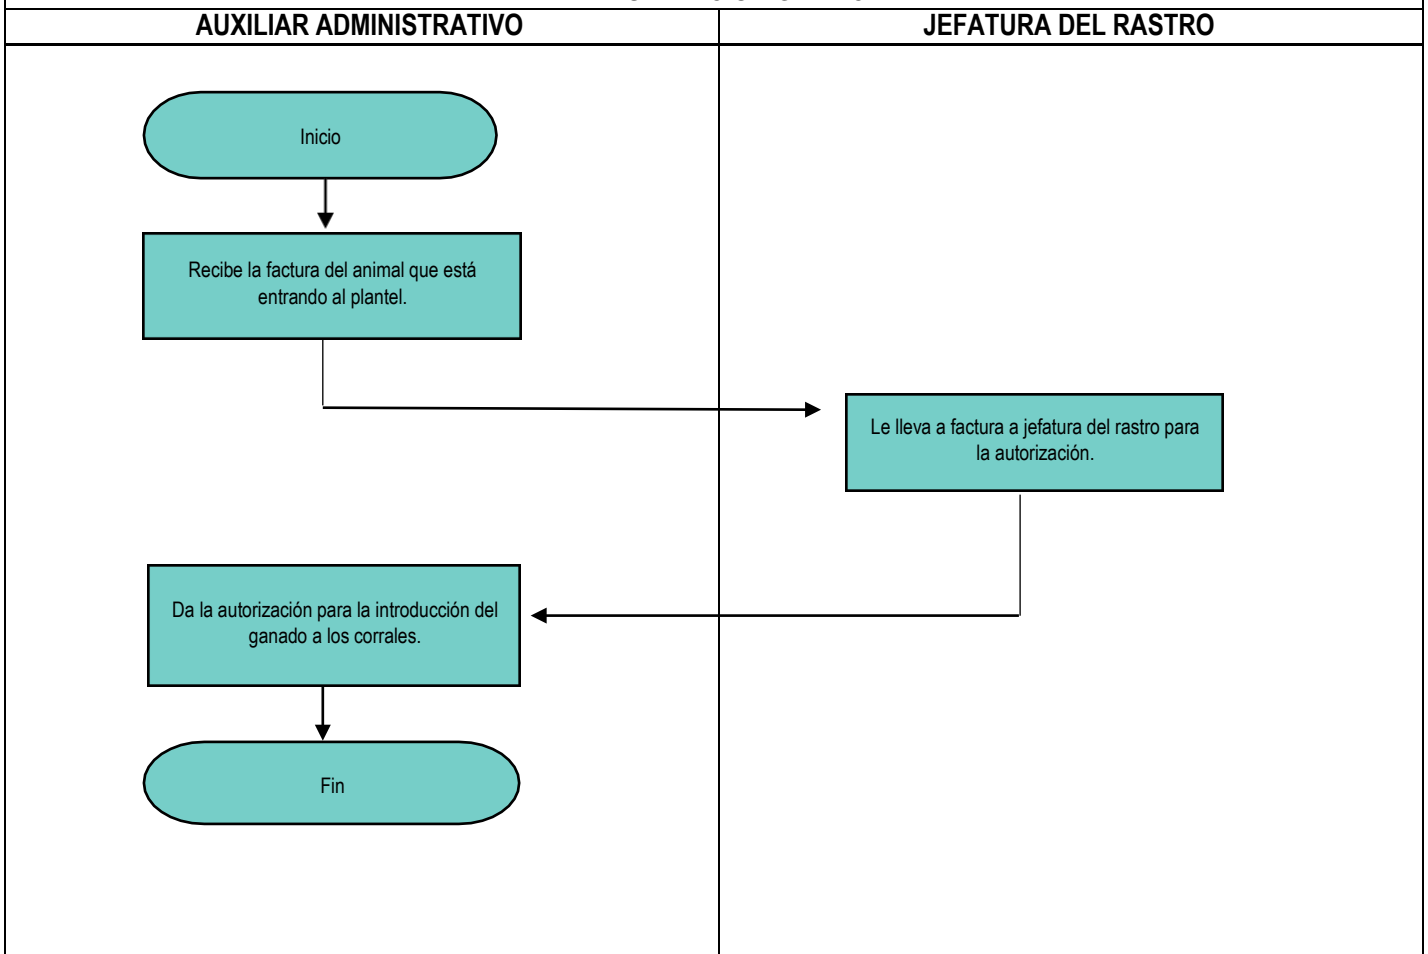 AUXILIAR ADMINISTRATIVO
JEFATURA DEL RASTRO
Inicio
Recibe la factura del animal que está
entrando al plantel.
Le lleva a factura a jefatura del rastro para
la autorización.
Da la autorización para la introducción del
ganado a los corrales.
Fin